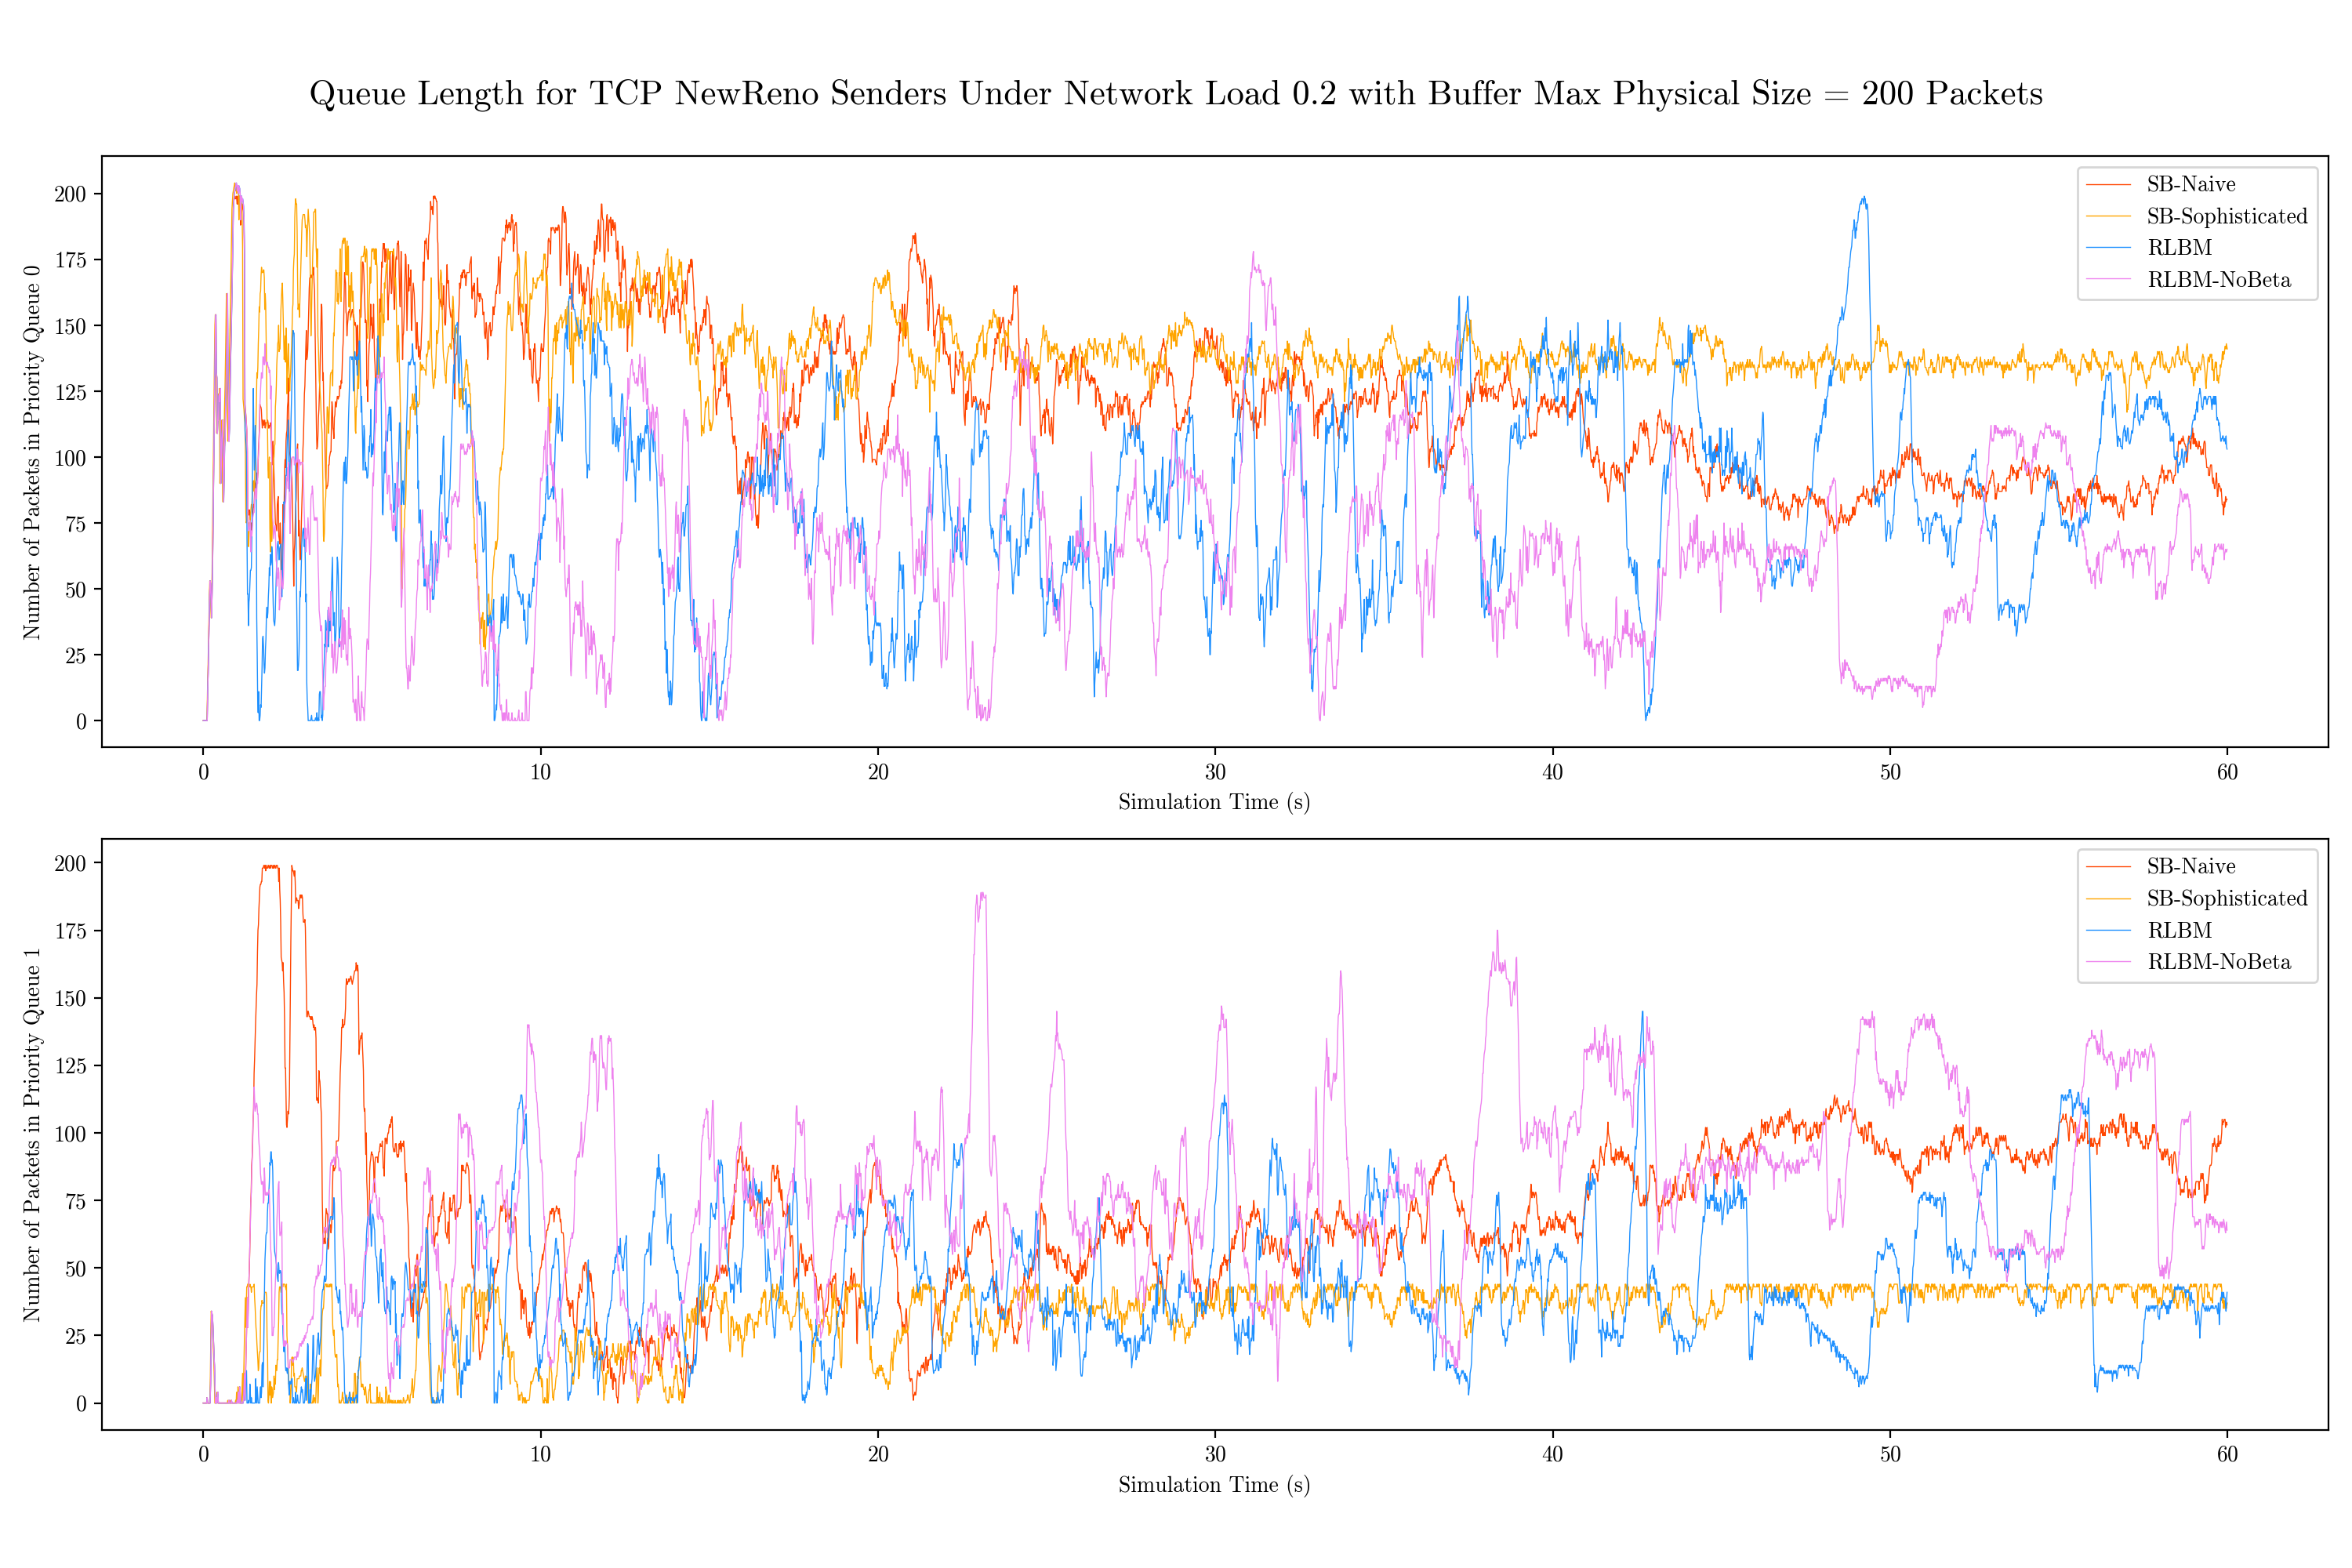 Queue Length for TCP NewReno Senders Under Network Load 0.2 with Buffer Max Physical Size = 200 Packets
Number of Packets in Priority Queue 0
200
175
150
125
100
75
50
25
0
SB-Naive
SB-Sophisticated
RLBM
RLBM-NoBeta
0 10 20 30 40 50 60
Simulation Time (s)
Number of Packets in Priority Queue 1
200
175
150
125
100
75
50
25
0
SB-Naive
SB-Sophisticated
RLBM
RLBM-NoBeta
0 10 20 30 40 50 60
Simulation Time (s)